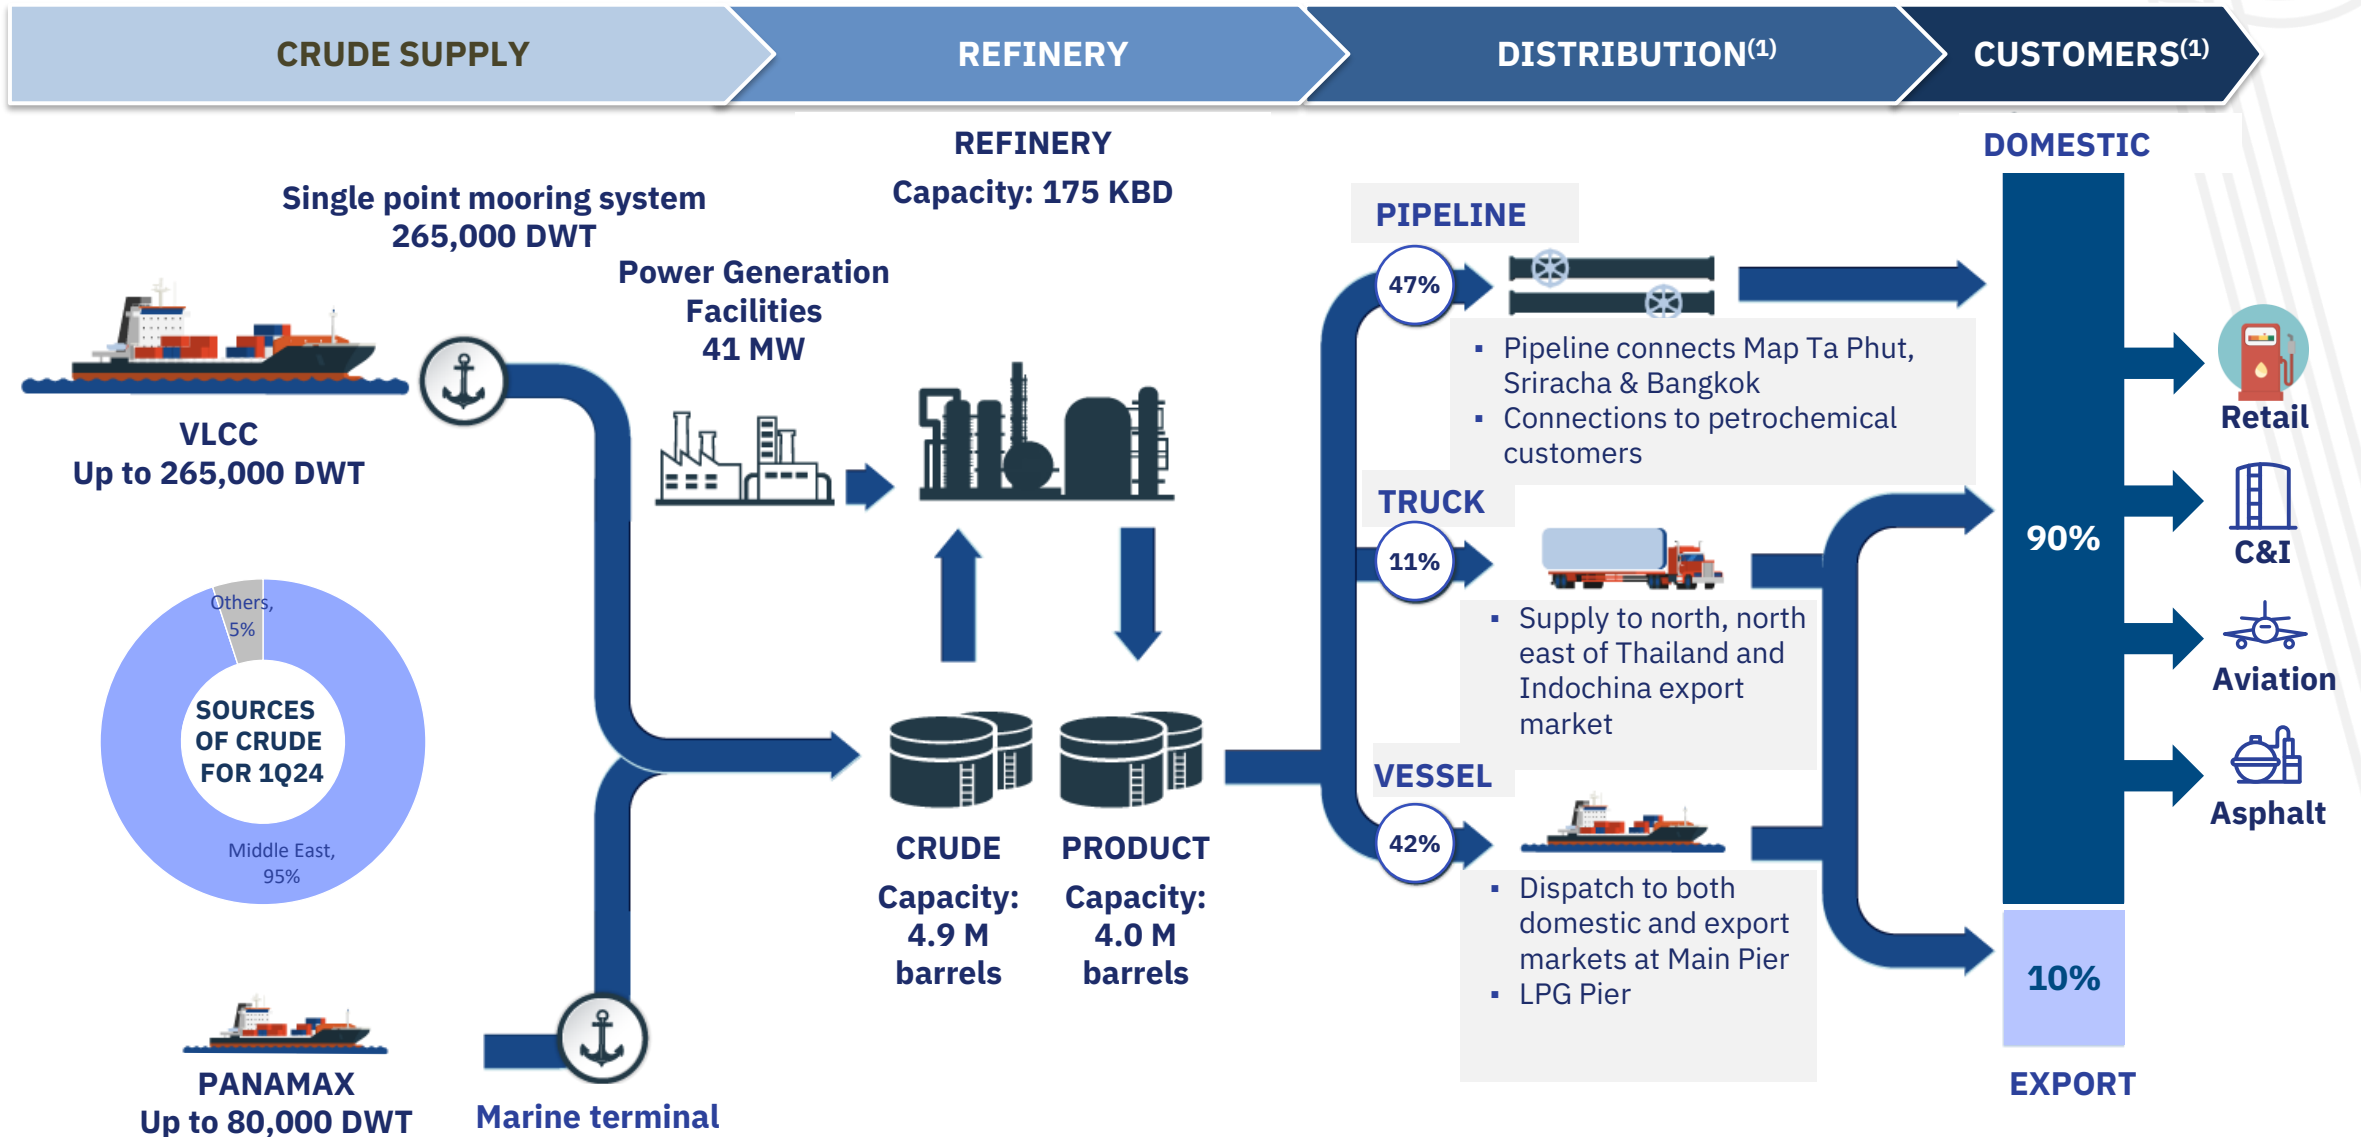 CRUDE SUPPLY
REFINERY
DISTRIBUTION(1)
CUSTOMERS(1)
Single point mooring system
265,000 DWT
VLCC
Up to 265,000 DWT
Others,
5%
SOURCES
OF CRUDE
FOR 1Q24
Middle East,
95%
PANAMAX
Up to 80,000 DWT
Marine terminal
REFINERY
Capacity: 175 KBD
Power Generation
Facilities
41 MW
CRUDE
Capacity:
4.9 M
barrels
PRODUCT
Capacity:
4.0 M
barrels
PIPELINE
47%
▪ Pipeline connects Map Ta Phut,
Sriracha & Bangkok
▪ Connections to petrochemical
customers
TRUCK
11%
▪ Supply to north, north
east of Thailand and
Indochina export
market
VESSEL
42%
▪ Dispatch to both
domestic and export
markets at Main Pier
▪ LPG Pier
DOMESTIC
90%
10%
EXPORT
Retail
C&I
Aviation
Asphalt